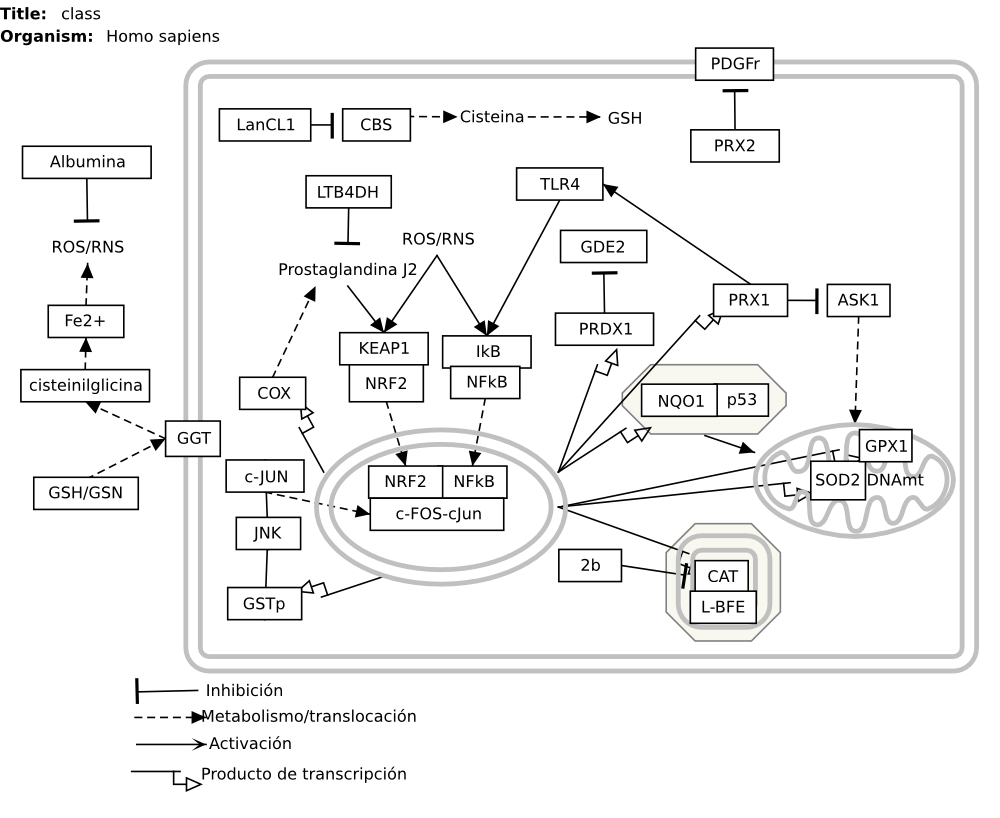 Title: class
Organism: Homo sapiens
PDGFr
LanCL1
CBS
Cisteina
GSH
PRX2
Albumina
LTB4DH
TLR4
ROS/RNS
ROS/RNS
GDE2
Prostaglandina J2
PRX1
ASK1
Fe2+
PRDX1
KEAP1
IkB
NRF2
NFkB
cisteinilglicina
COX
NQO1
p53
GGT
GPX1
c-JUN
NRF2
NFkB
SOD2
DNAmt
GSH/GSN
c-FOS-cJun
JNK
2b
CAT
GSTp
L-BFE
Inhibición
Metabolismo/translocación
Activación
Producto de transcripción